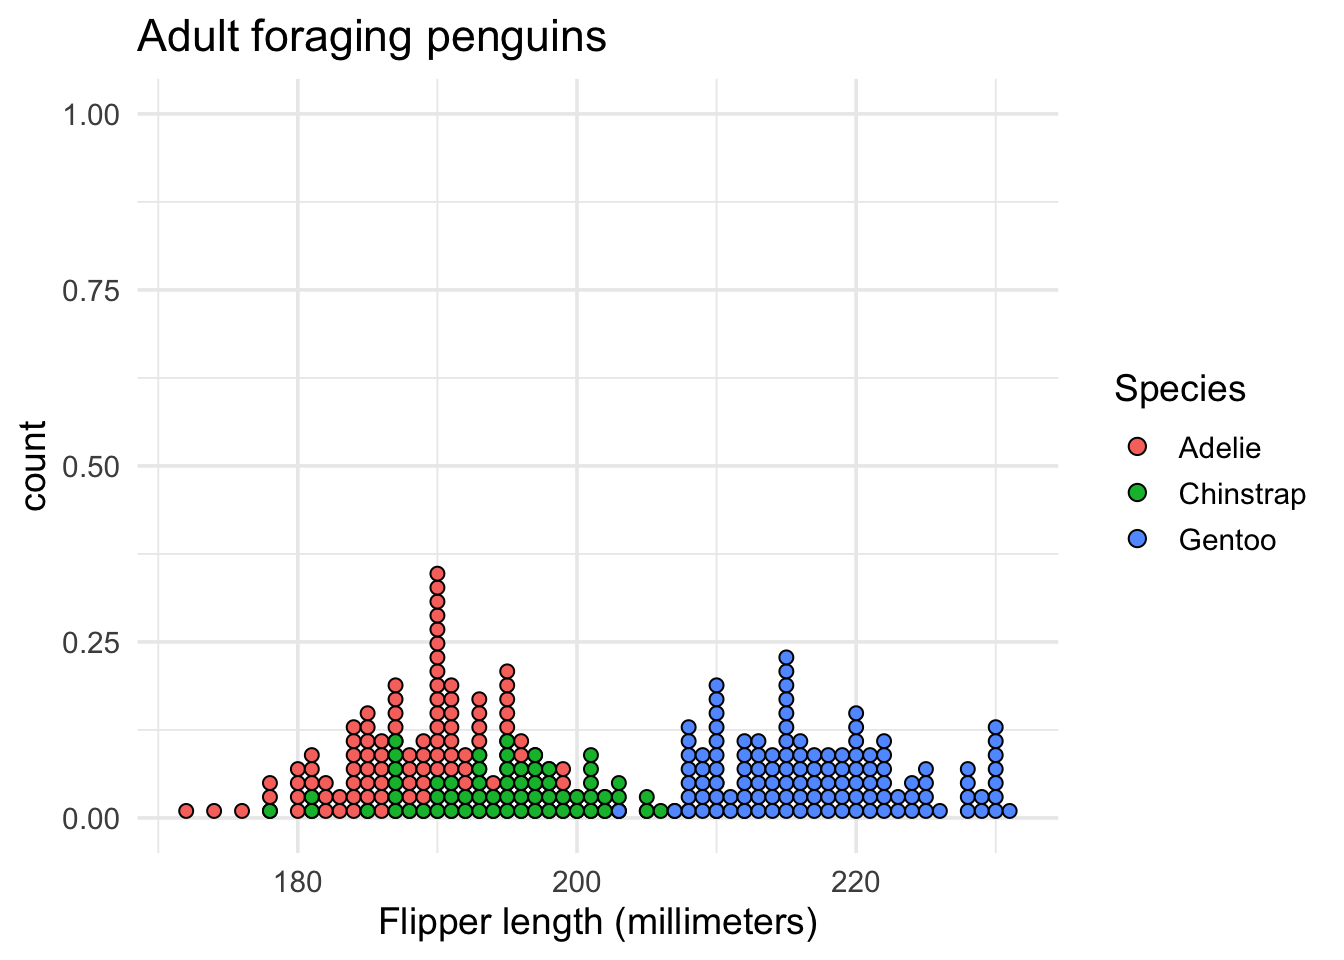 Adult foraging penguins
1.00
0.75
0.50
0.25
0.00
count
180 200 220
Flipper length (millimeters)
Species
Adelie
Chinstrap
Gentoo